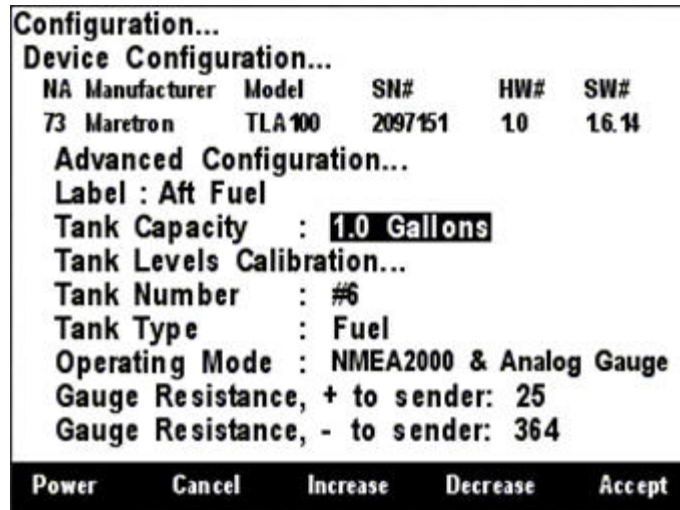 Configuration...
Device Configuration...
NA Manufacturer Model SN# HW# SW#
73 Maretron TLA100 2097151 1.0 1.6.14
Advanced Configuration...
Label : Aft Fuel
Tank Capacity : 1.0 Gallons
Tank Levels Calibration...
Tank Number : #6
Tank Type : Fuel
Operating Mode : NMEA2000 & Analog Gauge
Gauge Resistance, + to sender: 25
Gauge Resistance, - to sender: 364
Power Cancel Increase Decrease Accept